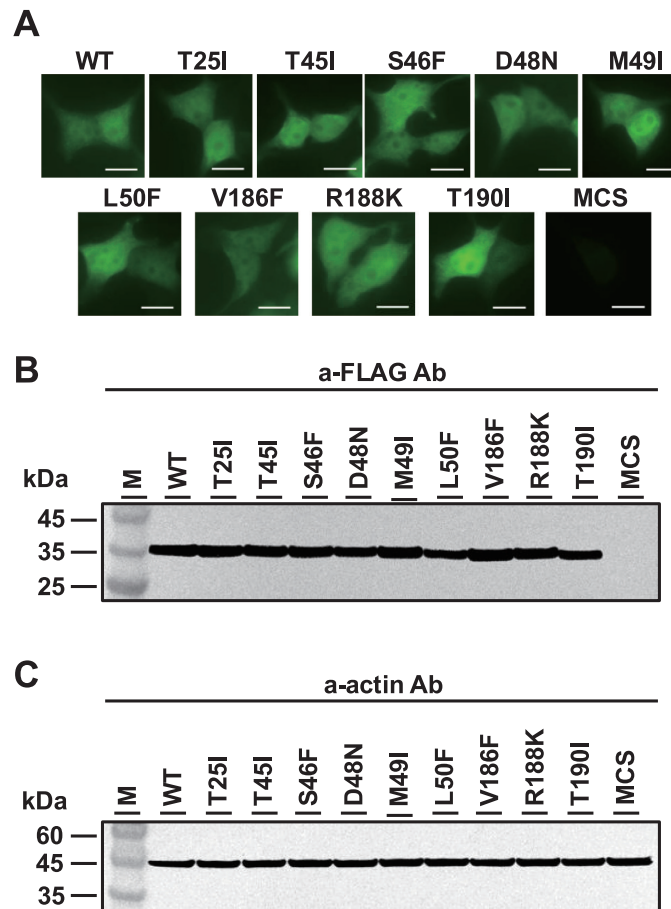 A
WT T25I T45I S46F D48N M49I
L50F V186F R188K T190I MCS
B
a-FLAG Ab
kDa M WT T25I T45I S46F D48N M49I L50F V186F R188K T190I MCS
45
35
25
C
a-actin Ab
kDa M WT T25I T45I S46F D48N M49I L50F V186F R188K T190I MCS
60
45
35